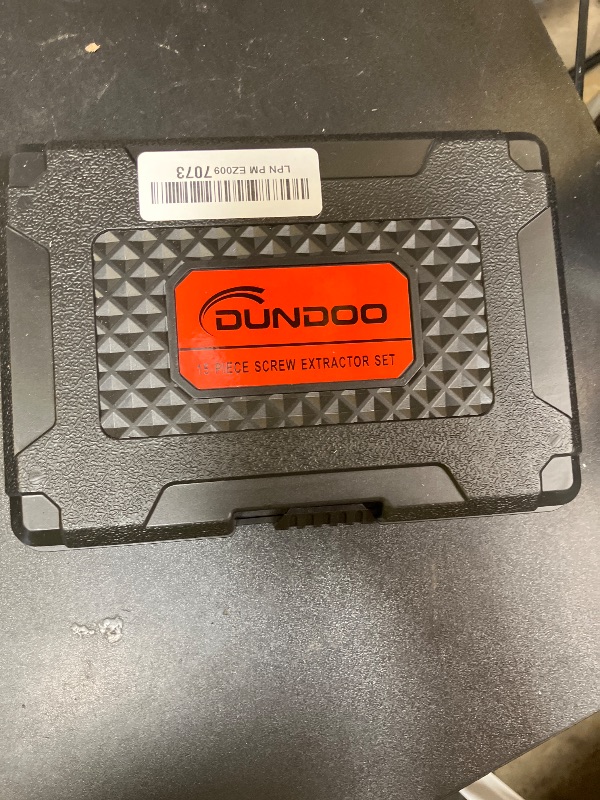 LPN PM EZ009 7073
DUNDOO
PIECE SCREW EXTRACTOR SET